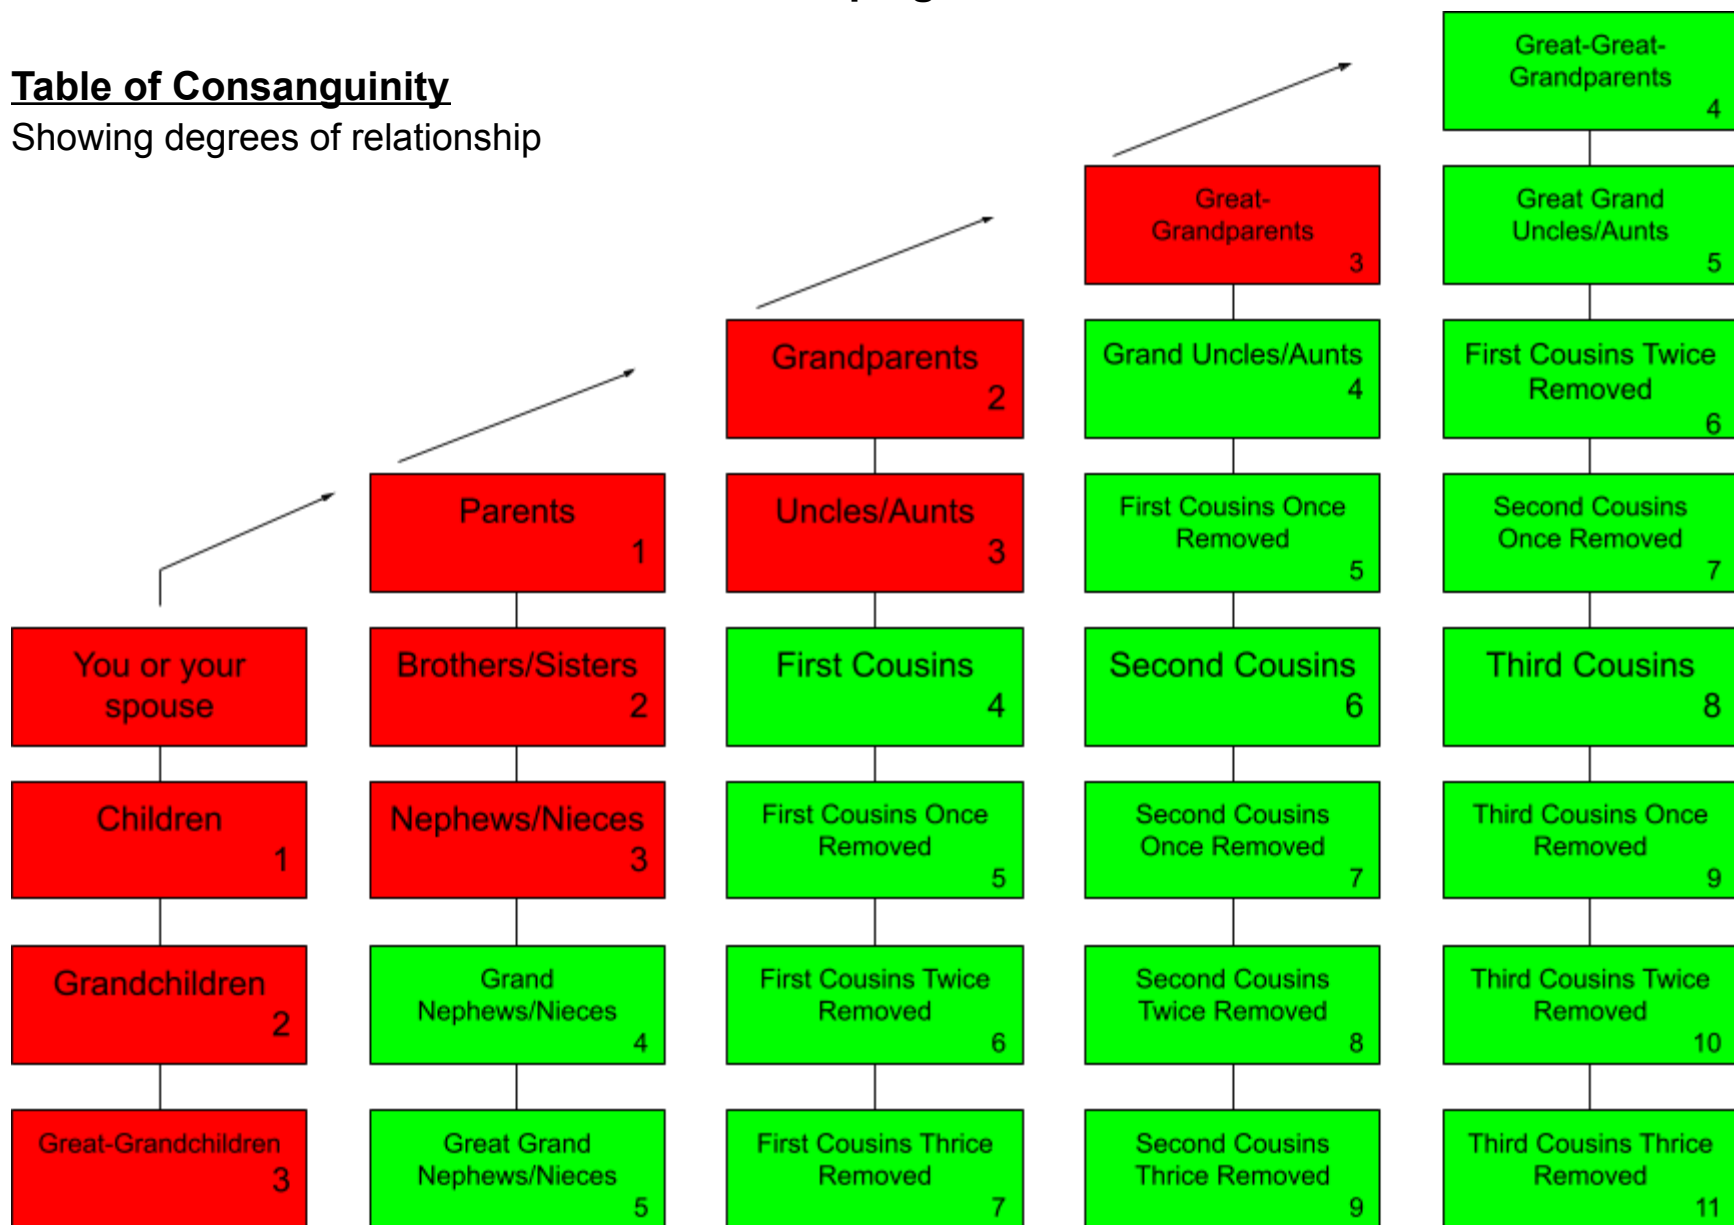 Table of Consanguinity
Showing degrees of relationship
You or your
spouse
Children
1
Grandchildren
2
Great-Grandchildren
3
Parents
1
Brothers/Sisters
2
Nephews/Nieces
3
Grand
Nephews/Nieces
4
Great Grand
Nephews/Nieces
5
Grandparents
2
Uncles/Aunts
3
First Cousins
4
First Cousins Once
Removed
5
First Cousins Twice
Removed
6
First Cousins Thrice
Removed
7
Great-
Grandparents
3
Grand Uncles/Aunts
4
First Cousins Once
Removed
5
Second Cousins
6
Second Cousins
Once Removed
7
Second Cousins
Twice Removed
8
Second Cousins
Thrice Removed
9
Great-Great-
Grandparents
4
Great Grand
Uncles/Aunts
5
First Cousins Twice
Removed
6
Second Cousins
Once Removed
7
Third Cousins
8
Third Cousins Once
Removed
9
Third Cousins Twice
Removed
10
Third Cousins Thrice
Removed
11